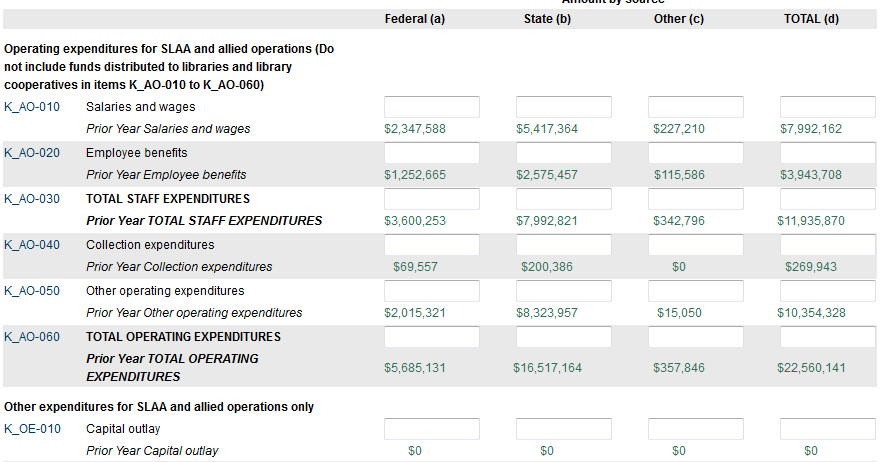 Amount by source
Federal (a) State (b) Other (c) TOTAL (d)
Operating expenditures for SLAA and allied operations (Do
not include funds distributed to libraries and library
cooperatives in items K_AO-010 to K_AO-060)
K_AO-010 Salaries and wages
Prior Year Salaries and wages $2,347,588 $5,417,364 $227,210 $7,992,162
K_AO-020 Employee benefits
Prior Year Employee benefits $1,252,665 $2,575,457 $115,586 $3,943,708
K_AO-030 TOTAL STAFF EXPENDITURES
Prior Year TOTAL STAFF EXPENDITURES $3,600,253 $7,992,821 $342,796 $11,935,870
K_AO-040 Collection expenditures
Prior Year Collection expenditures $69,557 $200,386 $0 $269,943
K_AO-050 Other operating expenditures
Prior Year Other operating expenditures $2,015,321 $8,323,957 $15,050 $10,354,328
K_AO-060 TOTAL OPERATING EXPENDITURES
Prior Year TOTAL OPERATING
EXPENDITURES $5,685,131 $16,517,164 $357,846 $22,560,141
Other expenditures for SLAA and allied operations only
K_OE-010 Capital outlay
Prior Year Capital outlay $0 $0 $0 $0